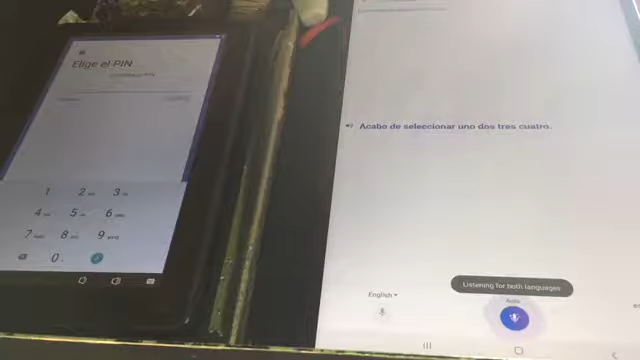 Elige el PIN
1 2 3
4 5 6
7 8 9
0
Acabo de seleccionar uno dos tres cuatro.
Listening for both languages
English
Auto